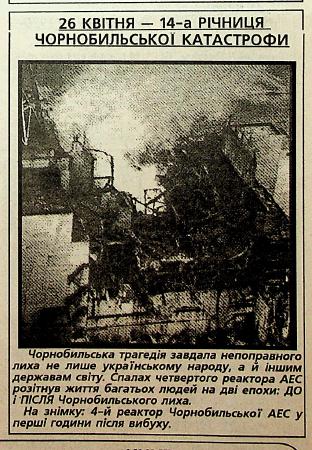 26 КВІТНЯ — 14-а РІЧНИЦЯ
ЧОРНОБИЛЬСЬКОЇ КАТАСТРОФИ
Чорнобильська трагедія завдала непоправного
лиха не лише українському народу, а й іншим
державам світу. Спалах четвертого реактора АЕС
розітнув життя багатьох людей на дві епохи: ДО
і ПІСЛЯ Чорнобильського лиха.
На знімку: 4-й реактор Чорнобильської АЕС у
перші години після вибуху.